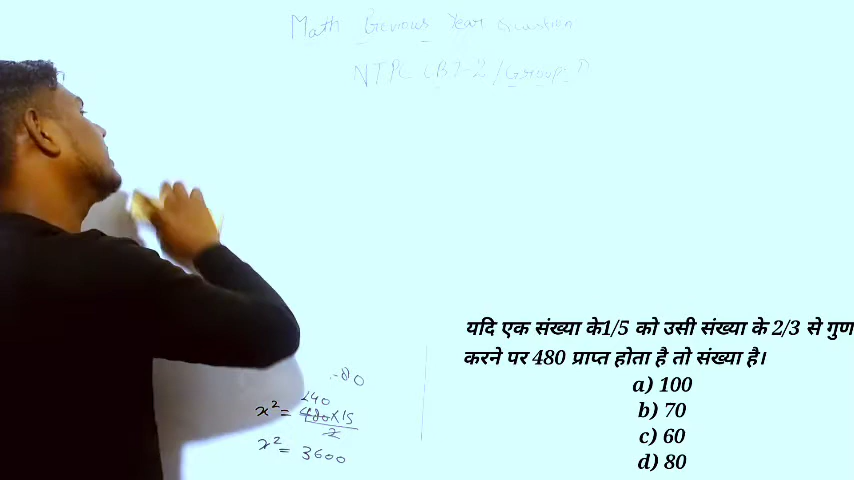 Math Previous Year Question
NTPC CBT-2 / Group D
यदि एक संख्या के1/5 को उसी संख्या के 2/3 से गुण
करने पर 480 प्राप्त होता है तो संख्या है।
a) 100
b) 70
c) 60
d) 80
240
x² = 480×15
2
x² = 3600